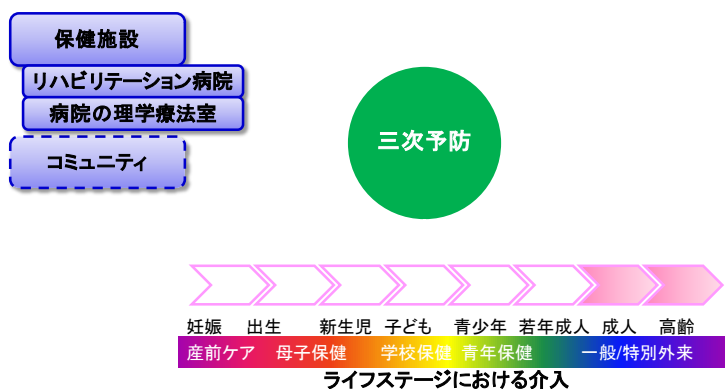 保健施設
リハビリテーション病院
病院の理学療法室
コミュニティ
三次予防
妊娠 出生 新生児 子ども 青少年 若年成人 成人 高齢
産前ケア 母子保健 学校保健 青年保健 一般/特別外来
ライフステージにおける介入